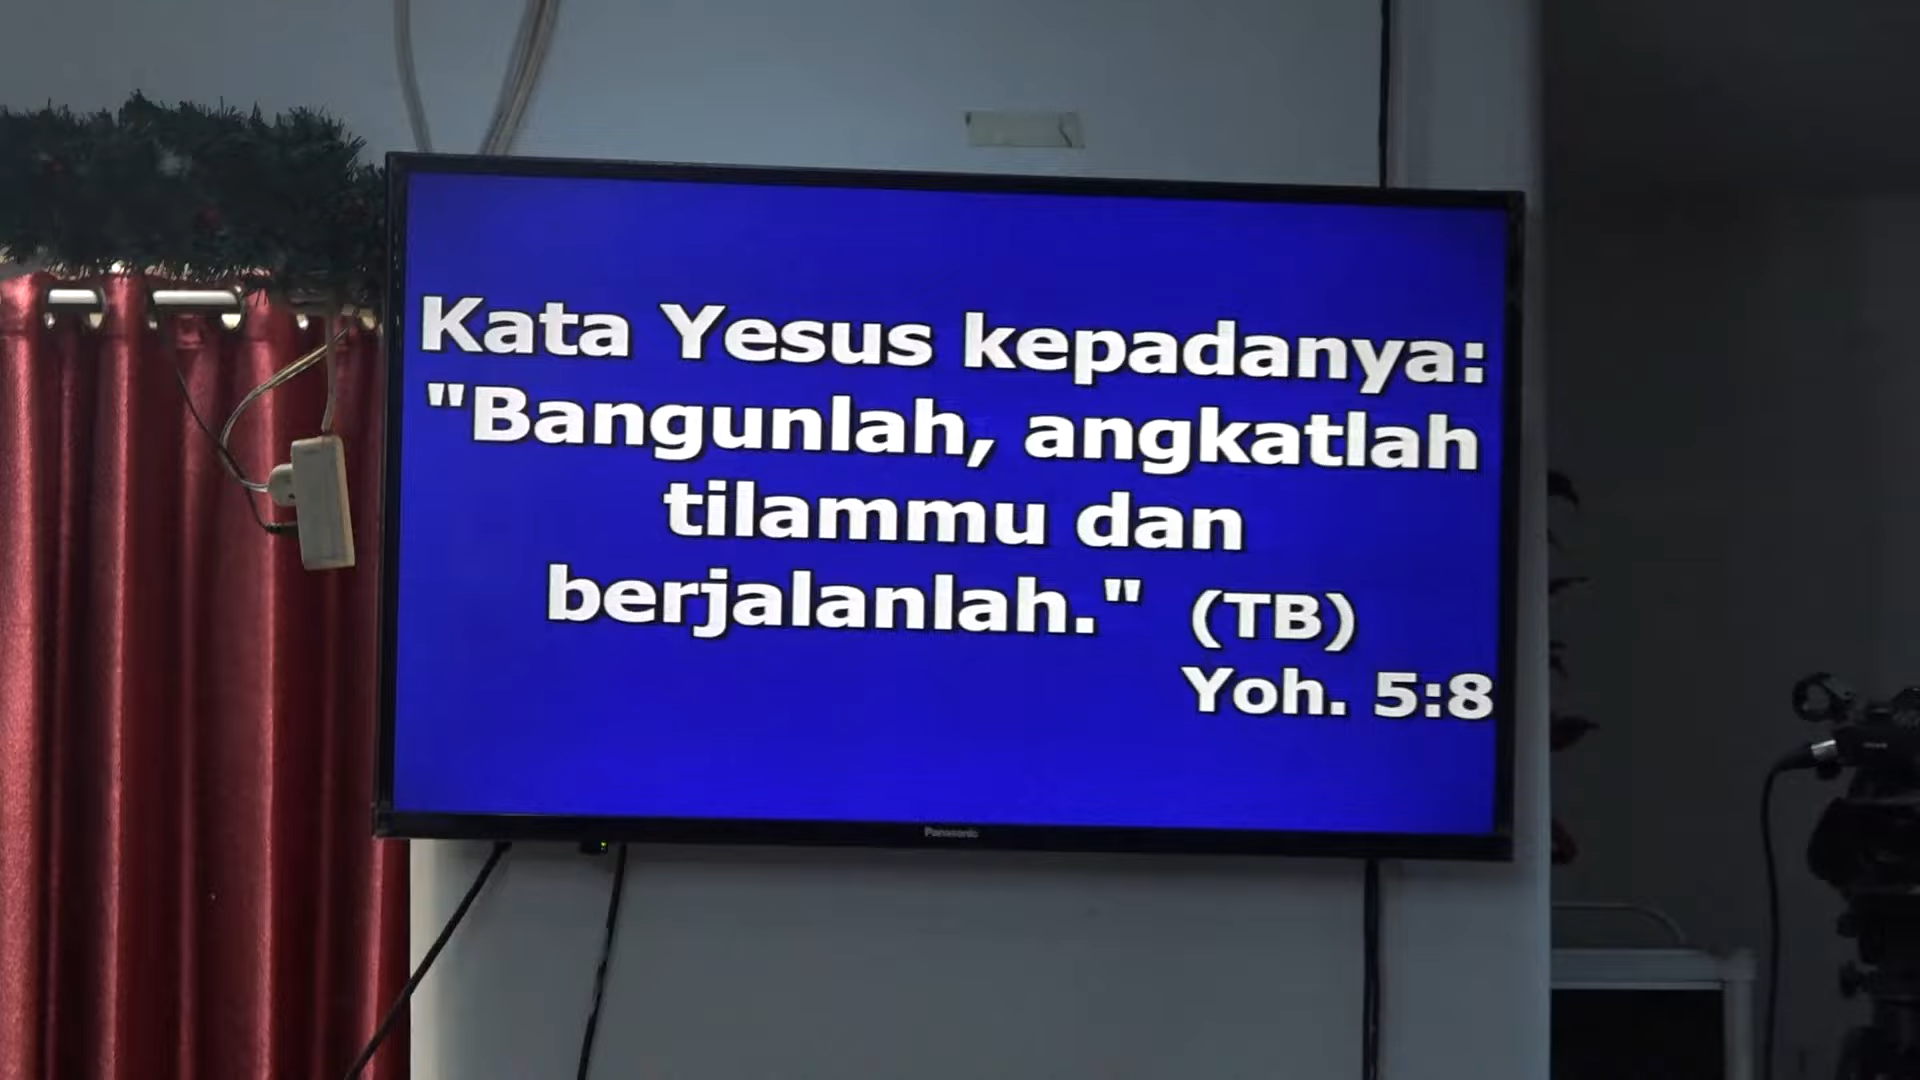 Kata Yesus kepadanya:
"Bangunlah, angkatlah
tilammu dan
berjalanlah." (TB)
Yoh. 5:8
Panasonic